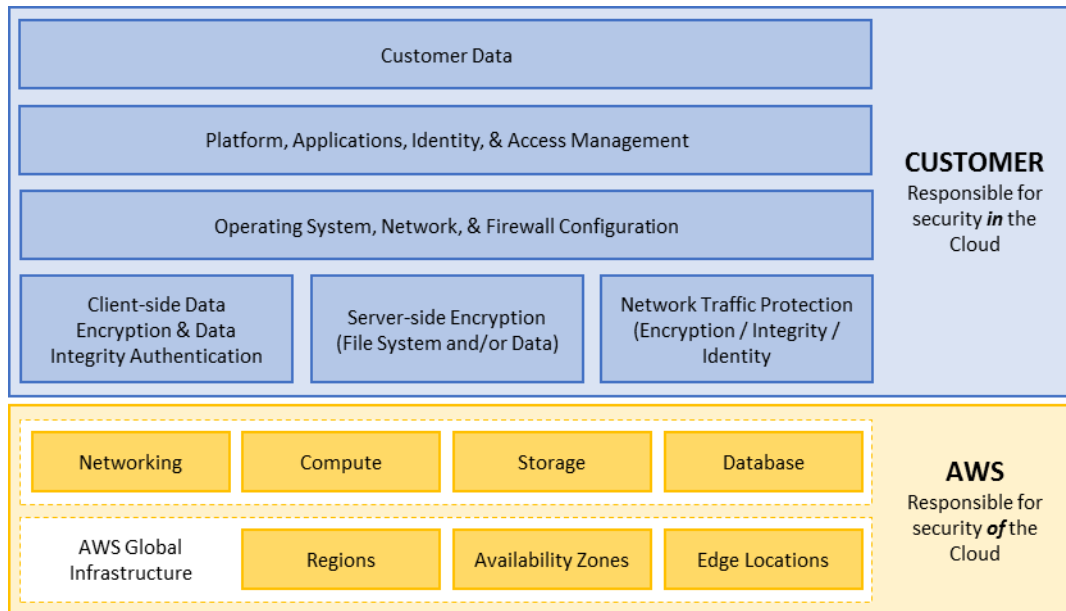 Customer Data
Platform, Applications, Identity, & Access Management
Operating System, Network, & Firewall Configuration
Client-side Data
Encryption & Data
Integrity Authentication
Server-side Encryption
(File System and/or Data)
Network Traffic Protection
(Encryption / Integrity /
Identity
CUSTOMER
Responsible for
security in the
Cloud
Networking
Compute
Storage
Database
AWS Global
Infrastructure
Regions
Availability Zones
Edge Locations
AWS
Responsible for
security of the
Cloud